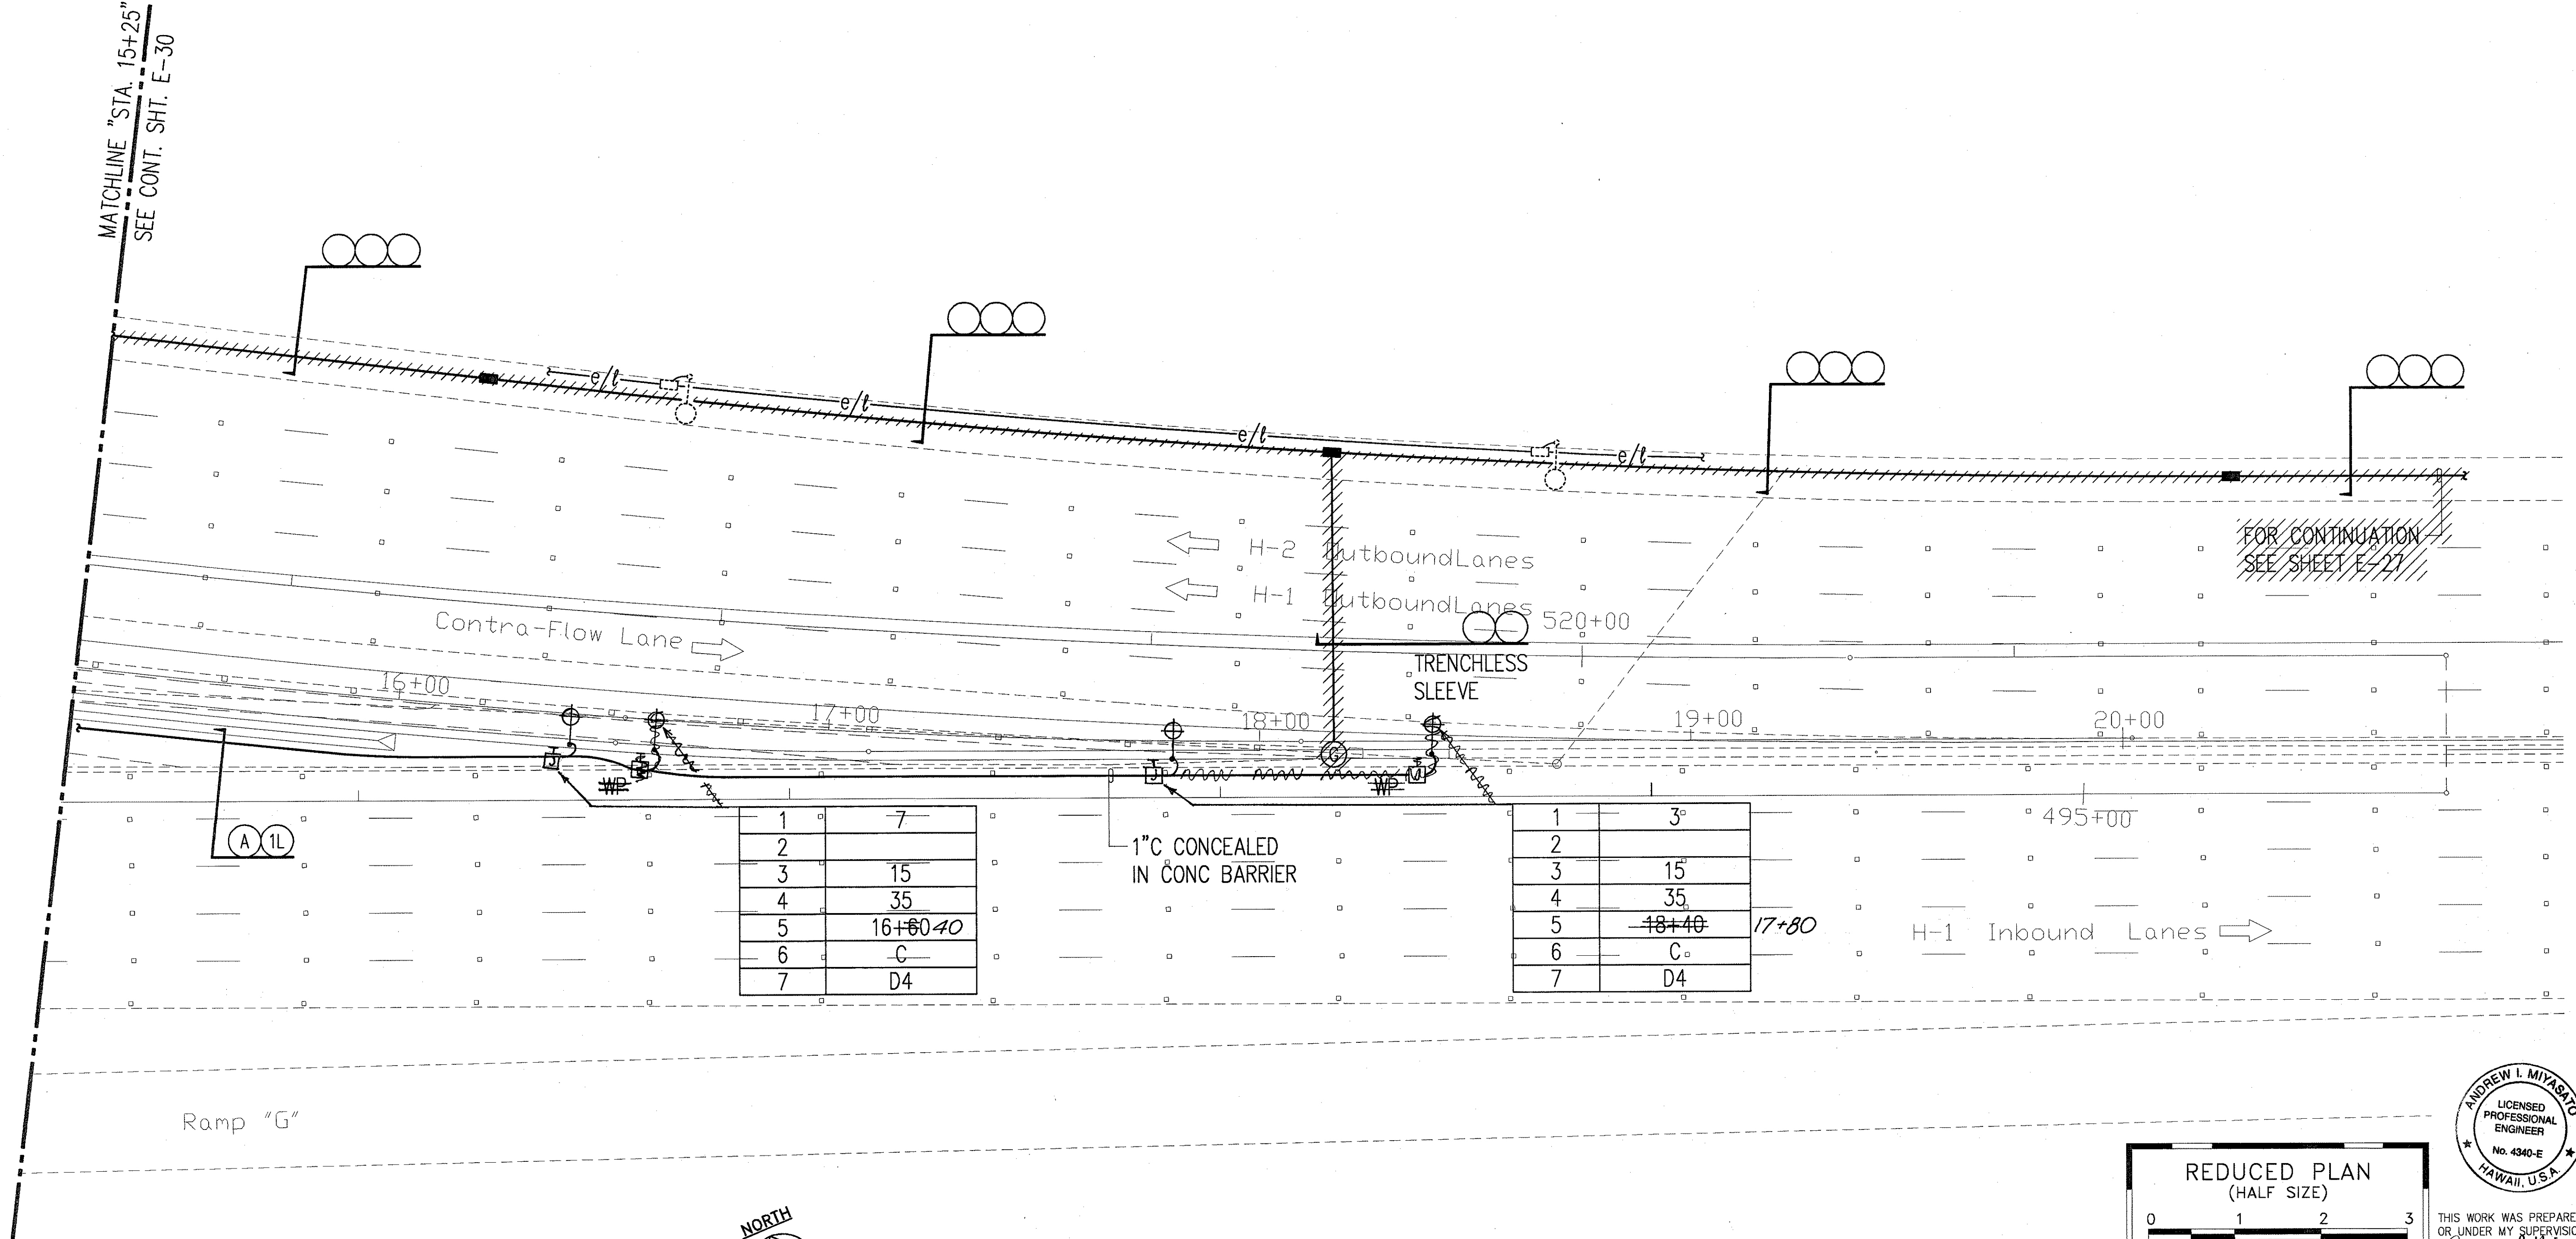 MATCHLINE "STA. 15+25"
SEE CONT. SHT. E-30
e/l
e/l
e/l
e/l
H-2 OutboundLanes
H-1 OutboundLanes
FOR CONTINUATION
SEE SHEET E-27
Contra-Flow Lane
520+00
TRENCHLESS
SLEEVE
16+00
17+00
18+00
19+00
20+00
G
J
J
J
J
WP
WP
A 1L
1 7
2
3 15
4 35
5 16+60 40
6 C
7 D4
1"C CONCEALED
IN CONC BARRIER
1 3
2
3 15
4 35
5 18+40 17+80
6 C
7 D4
495+00
H-1 Inbound Lanes
Ramp "G"
NORTH
REDUCED PLAN
(HALF SIZE)
0 1 2 3
ANDREW I. MIYASATO
LICENSED
PROFESSIONAL
ENGINEER
No. 4340-E
HAWAII, U.S.A.
THIS WORK WAS PREPARE
OR UNDER MY SUPERVISIO